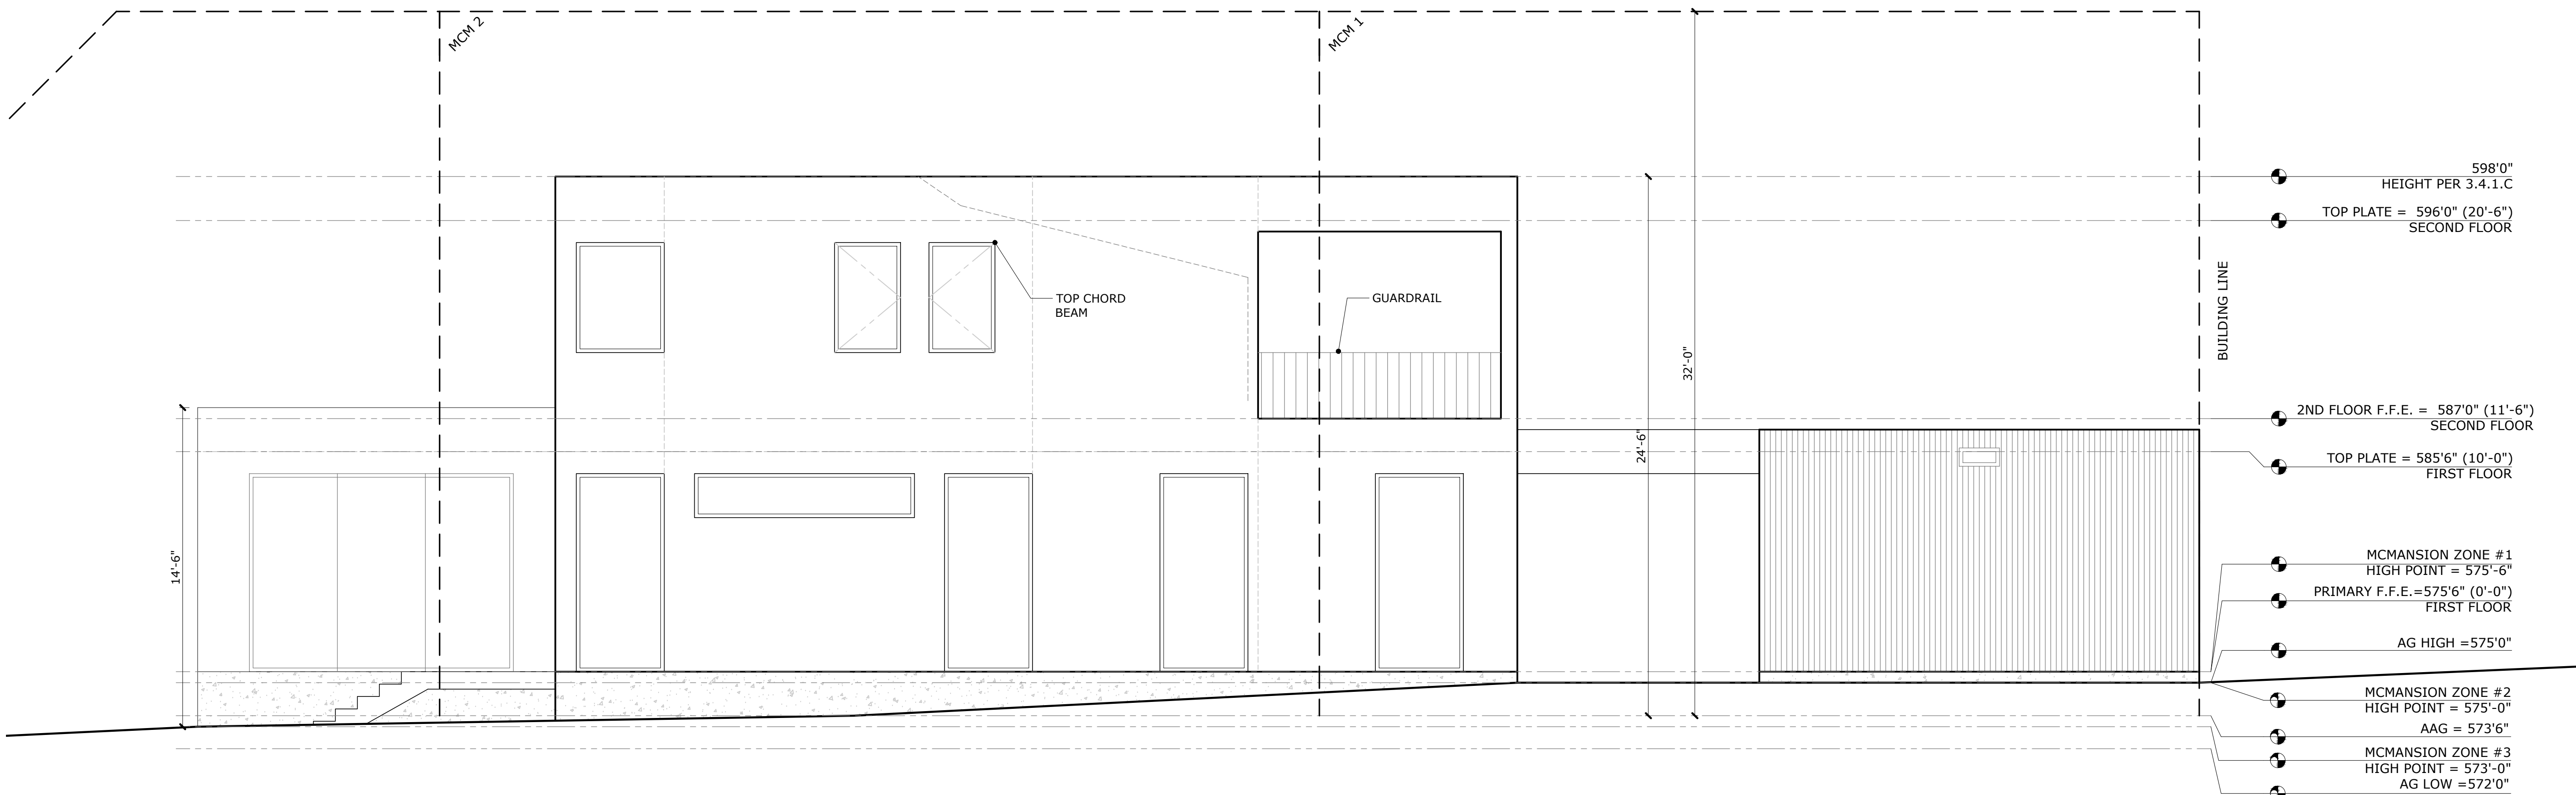 MCM 2
MCM 1
598'0"
HEIGHT PER 3.4.1.C
TOP PLATE =  596'0" (20'-6")
SECOND FLOOR
BUILDING LINE
TOP CHORD
BEAM
GUARDRAIL
32'-0"
2ND FLOOR F.F.E. =  587'0" (11'-6")
SECOND FLOOR
24'-6"
TOP PLATE = 585'6" (10'-0")
FIRST FLOOR
14'-6"
MCMANSION ZONE #1
HIGH POINT = 575'-6"
PRIMARY F.F.E.=575'6" (0'-0")
FIRST FLOOR
AG HIGH =575'0"
MCMANSION ZONE #2
HIGH POINT = 575'-0"
AAG = 573'6"
MCMANSION ZONE #3
HIGH POINT = 573'-0"
AG LOW =572'0"